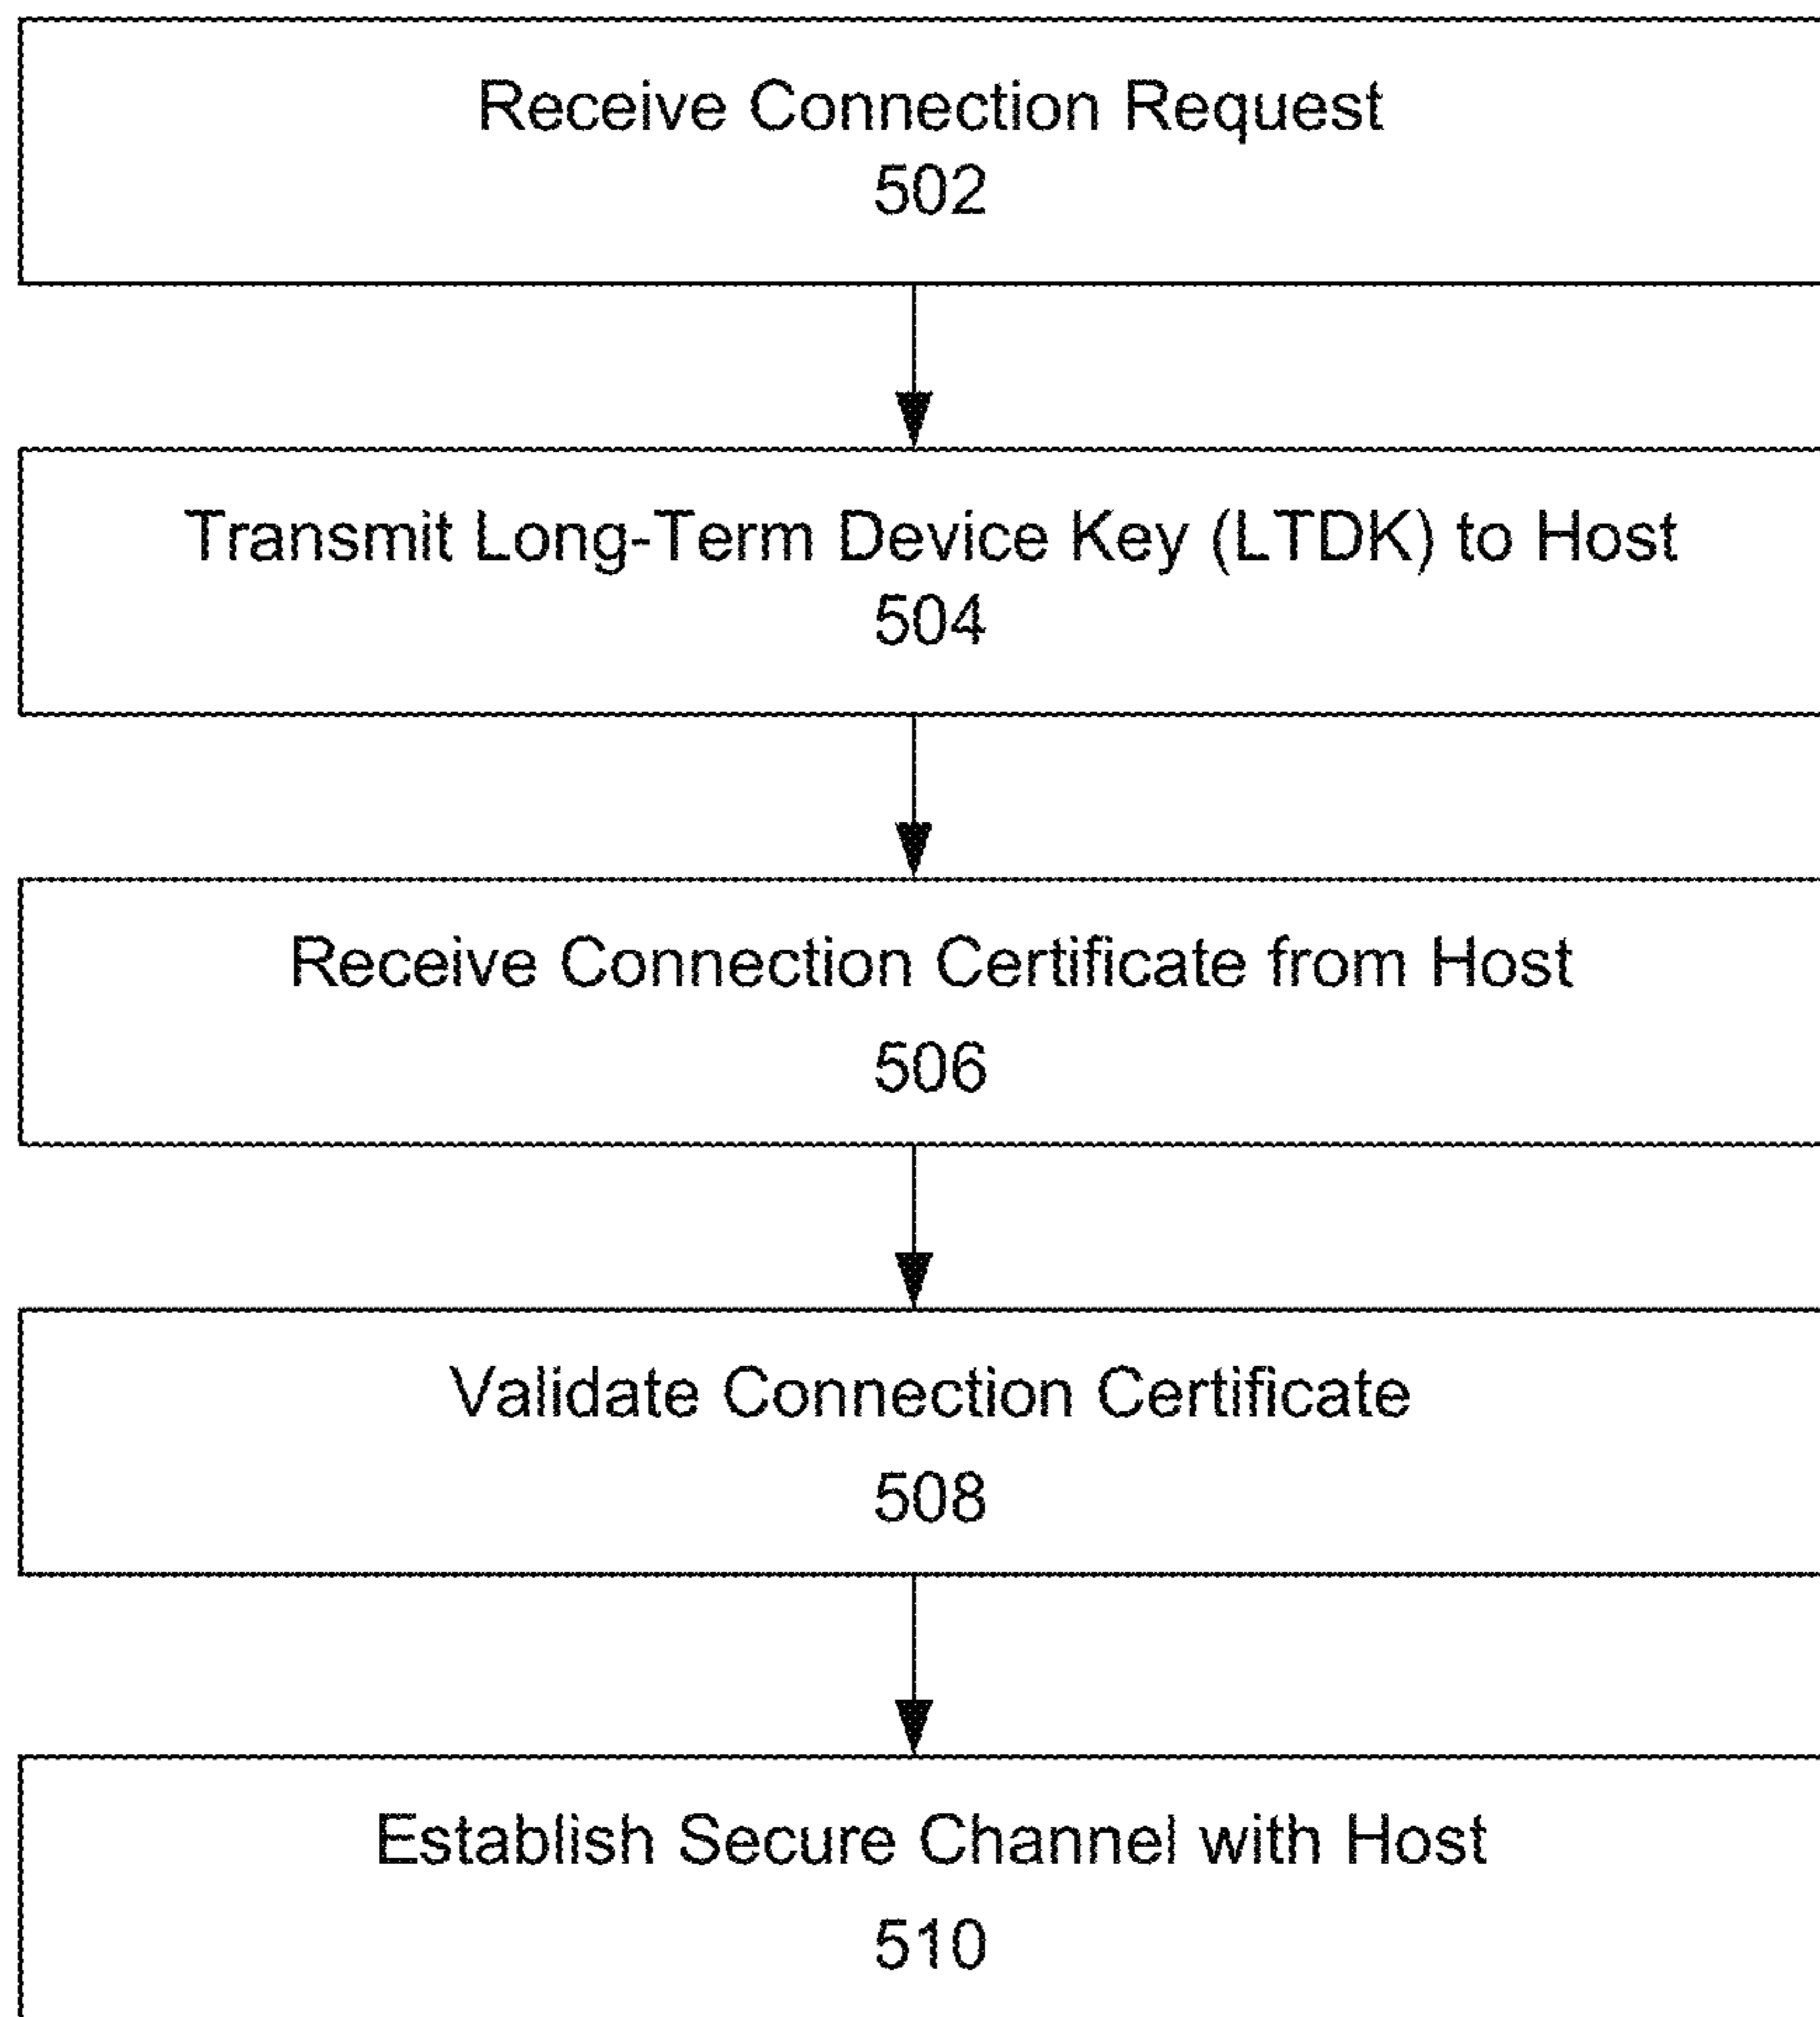 Receive Connection Request
502
Transmit Long-Term Device Key (LTDK) to Host
504
Receive Connection Certificate from Host
506
Validate Connection Certificate
508
Establish Secure Channel with Host
510